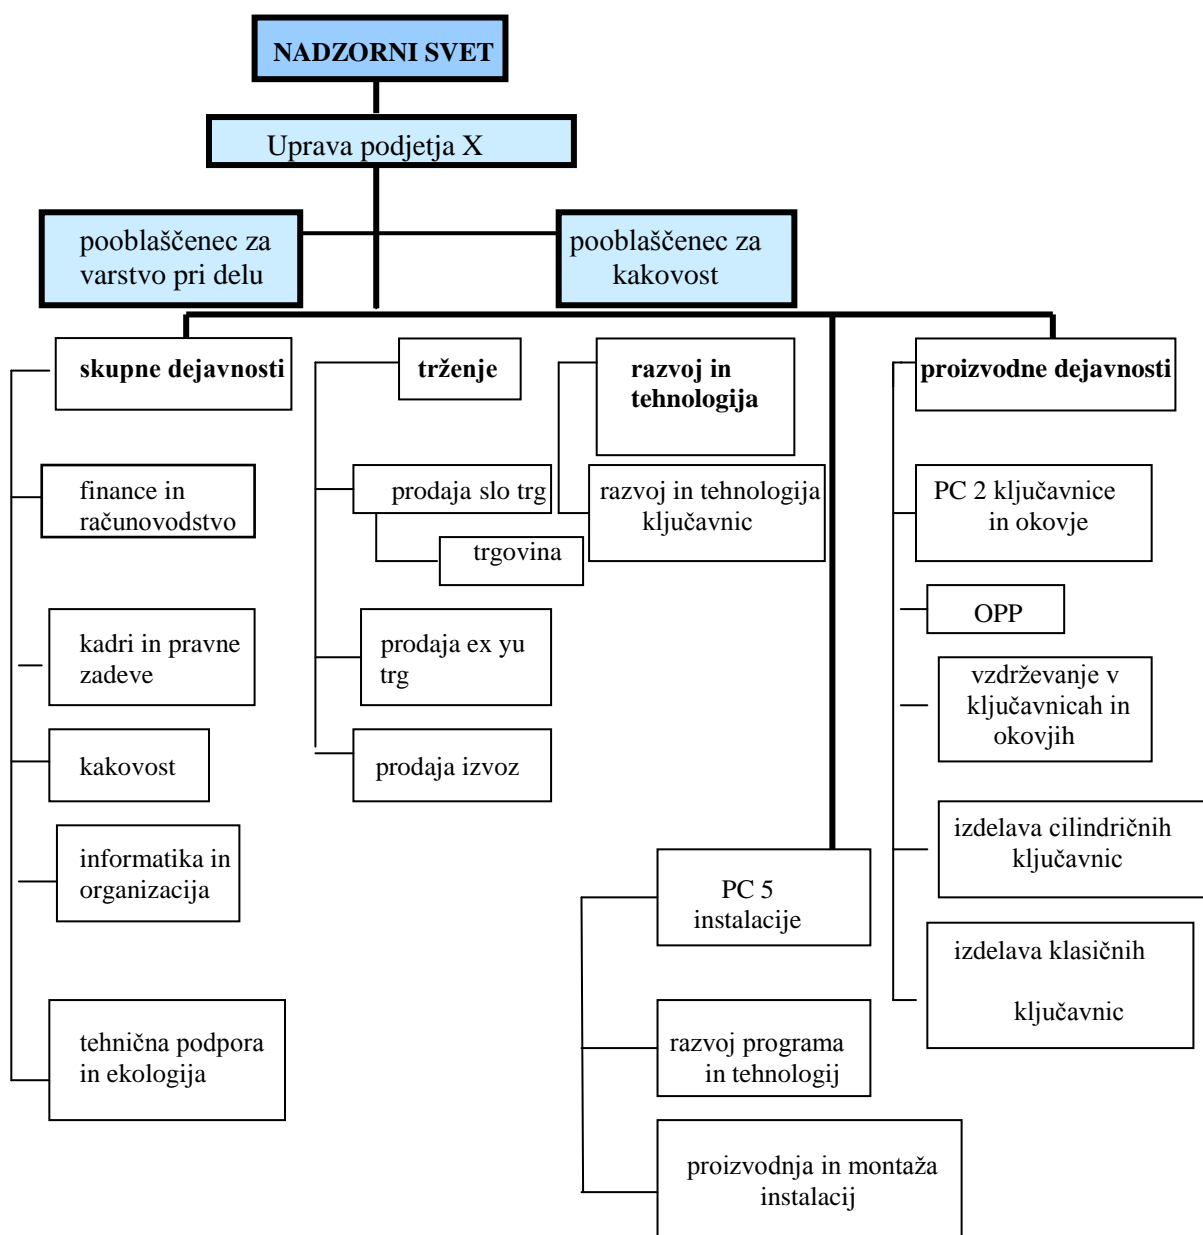 NADZORNI SVET
Uprava podjetja X
pooblaščenec za
varstvo pri delu
pooblaščenec za
kakovost
skupne dejavnosti
trženje
razvoj in
tehnologija
proizvodne dejavnosti
finance in
računovodstvo
prodaja slo trg
trgovina
razvoj in tehnologija
ključavnic
PC 2 ključavnice
in okovje
OPP
kadri in pravne
zadeve
prodaja ex yu
trg
vzdrževanje v
ključavnicah in
okovjih
kakovost
prodaja izvoz
informatika in
organizacija
izdelava cilindričnih
ključavnic
PC 5
instalacije
izdelava klasičnih
ključavnic
tehnična podpora
in ekologija
razvoj programa
in tehnologij
proizvodnja in montaža
instalacij